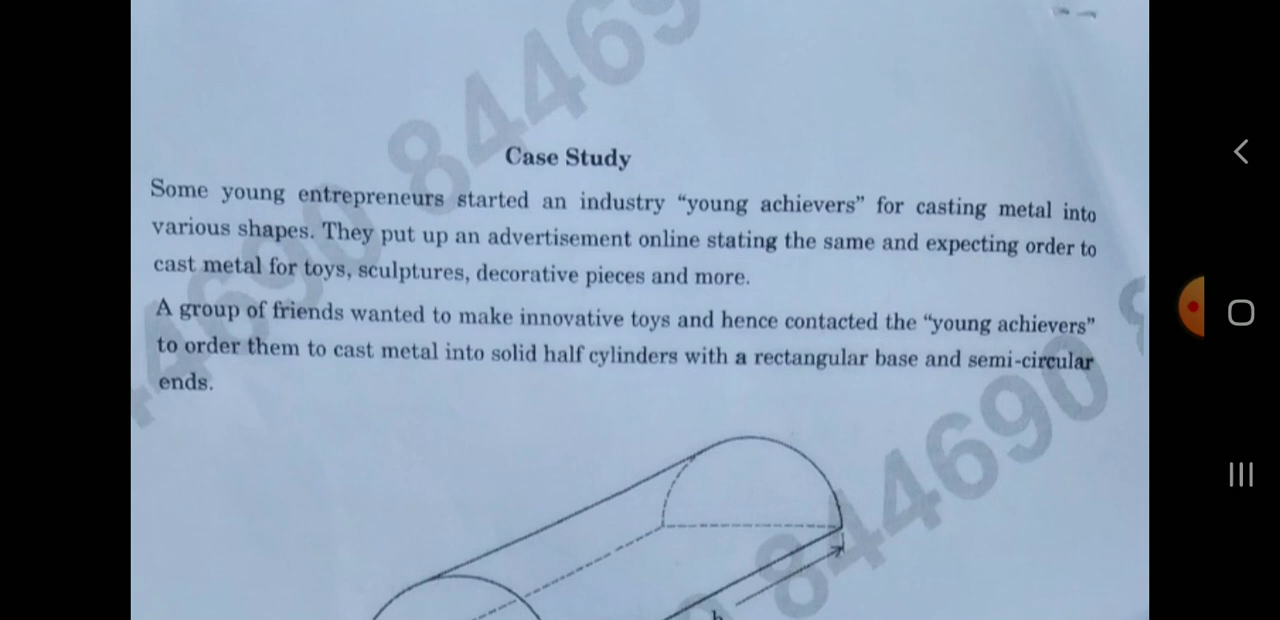 84469
Case Study
Some young entrepreneurs started an industry “young achievers” for casting metal into
various shapes. They put up an advertisement online stating the same and expecting order to
cast metal for toys, sculptures, decorative pieces and more.
A group of friends wanted to make innovative toys and hence contacted the “young achievers”
to order them to cast metal into solid half cylinders with a rectangular base and semi-circular
ends.
44690
844690
h